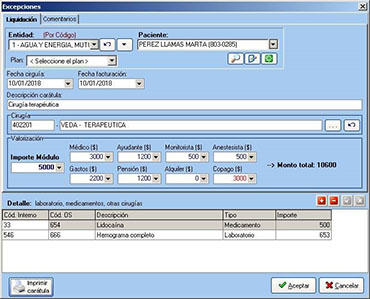 Excepciones
Liquidación Comentarios
Entidad: (Por Código) Paciente:
1 - AGUA Y ENERGIA, MUTU PEREZ LLAMAS MARTA (803-0285)
Plan: < Seleccione el plan >
Fecha cirugía: Fecha facturación:
10/01/2018 10/01/2018
Descripción carátula:
Cirugía terapéutica
Cirugía
402201 - VEDA - TERAPEUTICA ...
Valorización
Médico ($) Ayudante ($) Monitorista ($) Anestesista ($)
Importe Módulo 3000 1200 500 500
5000 Gastos ($) Pensión ($) Alquiler ($) Copago ($) --> Monto total: 10600
2200 1200 0 3000
Detalle: laboratorio, medicamentos, otras cirugías
Cód. Interno Cód. OS Descripción Tipo Importe
33 654 Lidocaína Medicamento 500
546 666 Hemograma completo Laboratorio 653
Imprimir carátula Aceptar Cancelar